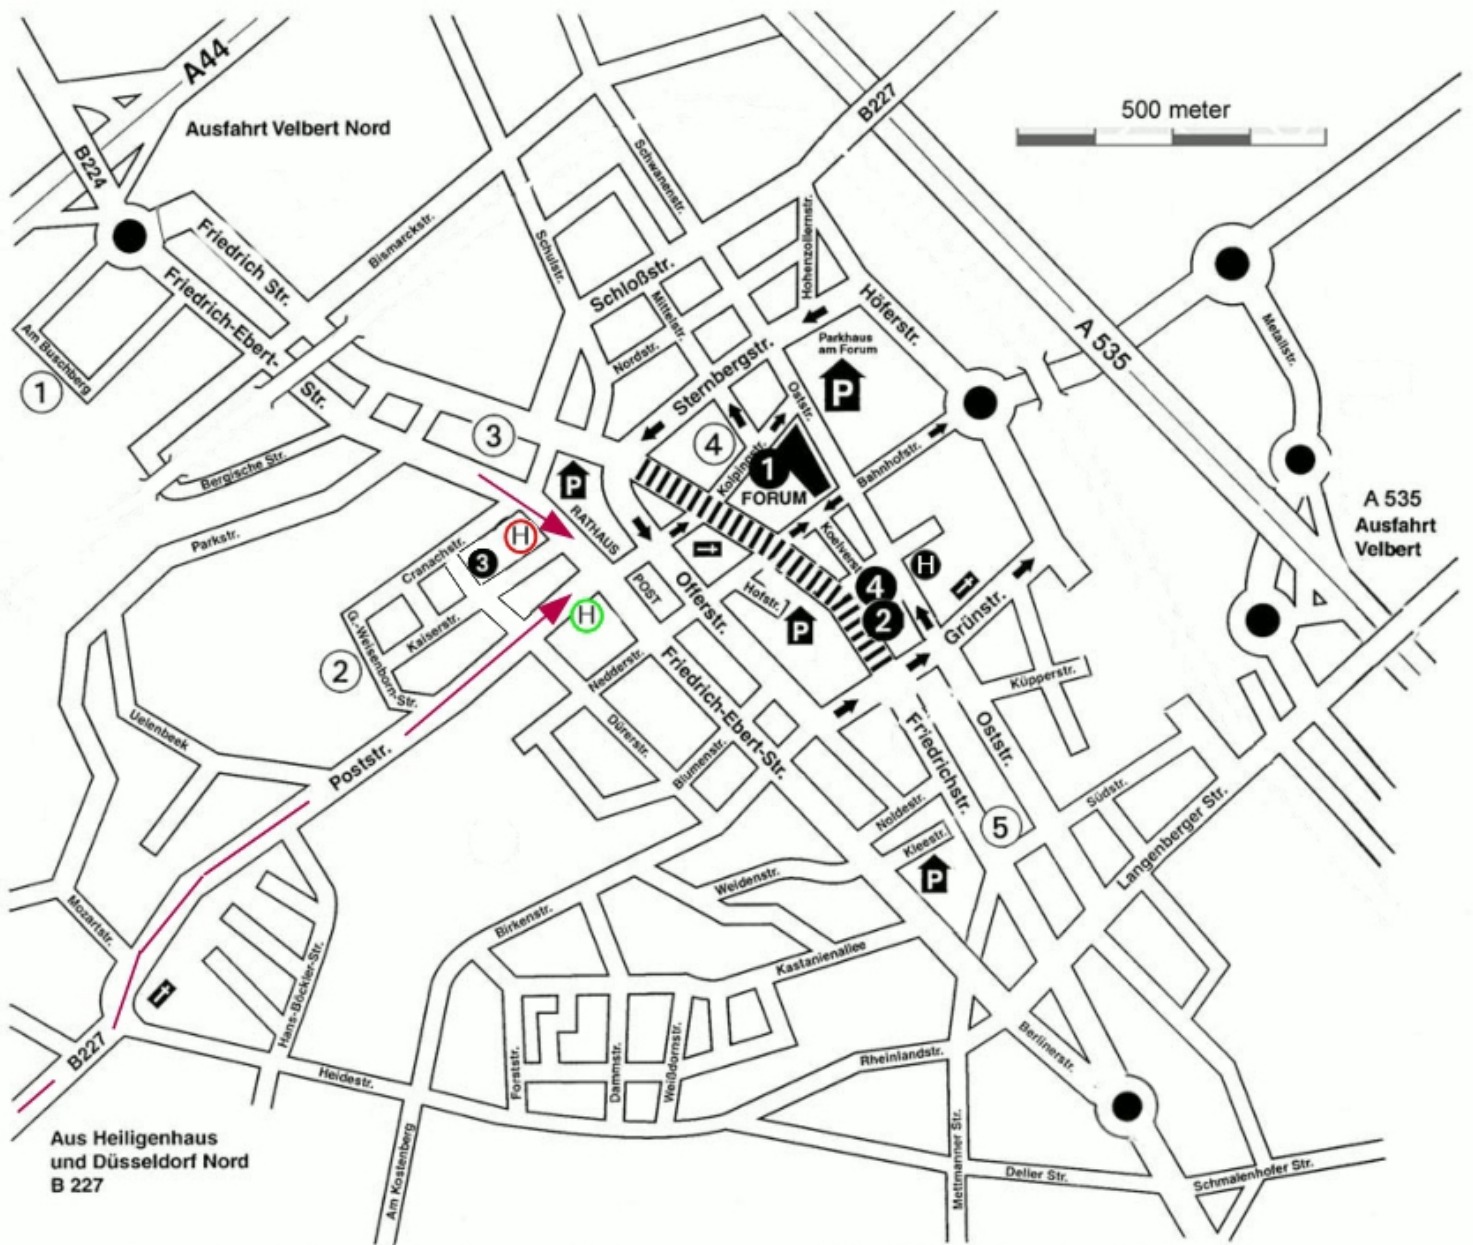 A44
500 meter
B227
Ausfahrt Velbert Nord
B224
Schwanenstr.
Friedrich Str.
Bismarckstr.
Schulstr.
Hohenzollernstr.
Schloßstr.
Friedrich-Ebert-
Str.
Mittelstr.
Höferstr.
A 535
Metallstr.
Am Buschberg
1
Nordstr.
Parkhaus
am Forum
P
Sternbergstr.
Oststr.
3
4
Kolpingstr.
1
FORUM
Bahnhofstr.
Bergische Str.
P
RATHAUS
A 535
Ausfahrt
Velbert
Parkstr.
Cranachstr.
H
3
Koelverstr.
4
H
POST
Offerstr.
Hofstr.
P
2
Grünstr.
H
G.-Weisenborn-Str.
Kaiserstr.
2
Nedderstr.
Küpperstr.
Uelenbeek
Poststr.
Dürerstr.
Friedrich-Ebert-Str.
Blumenstr.
Friedrichstr.
Oststr.
Südstr.
Noldestr.
5
Kleestr.
P
Langenberger Str.
Weidenstr.
Mozartstr.
Birkenstr.
Kastanienallee
Hans-Böckler-Str.
B227
Heidestr.
Forststr.
Dammstr.
Weißdornstr.
Rheinlandstr.
Berlinerstr.
Aus Heiligenhaus
und Düsseldorf Nord
B 227
Am Kostenberg
Mettmanner Str.
Deller Str.
Schmalenhofer Str.